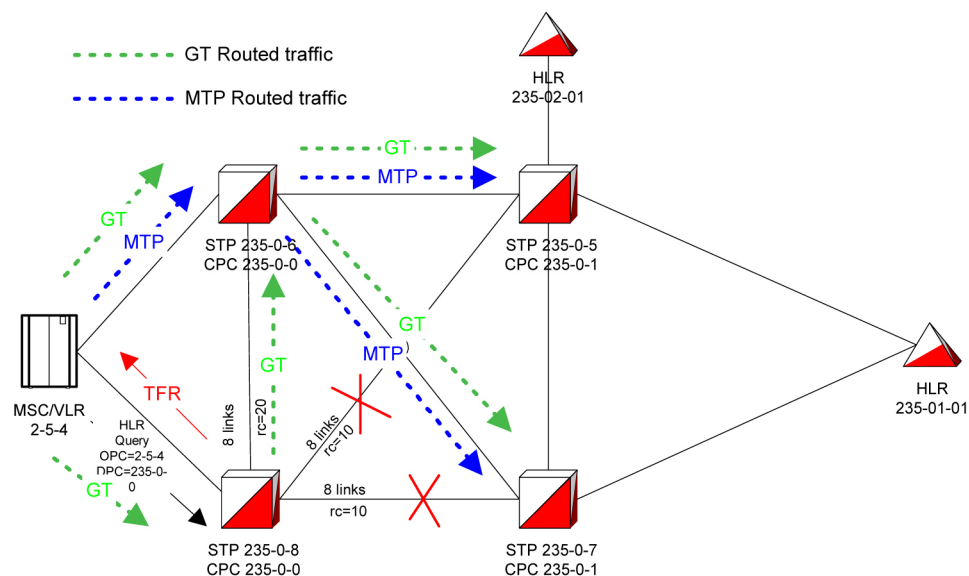 GT Routed traffic
MTP Routed traffic
HLR
235-02-01
GT
MTP
GT
MTP
STP 235-0-6
CPC 235-0-0
STP 235-0-5
CPC 235-0-1
GT
MTP
GT
TFR
MSC/VLR
2-5-4
HLR
Query
OPC=2-5-4
DPC=235-0-
0
GT
8 links
rc=20
8 links
rc=10
8 links
rc=10
HLR
235-01-01
STP 235-0-8
CPC 235-0-0
STP 235-0-7
CPC 235-0-1